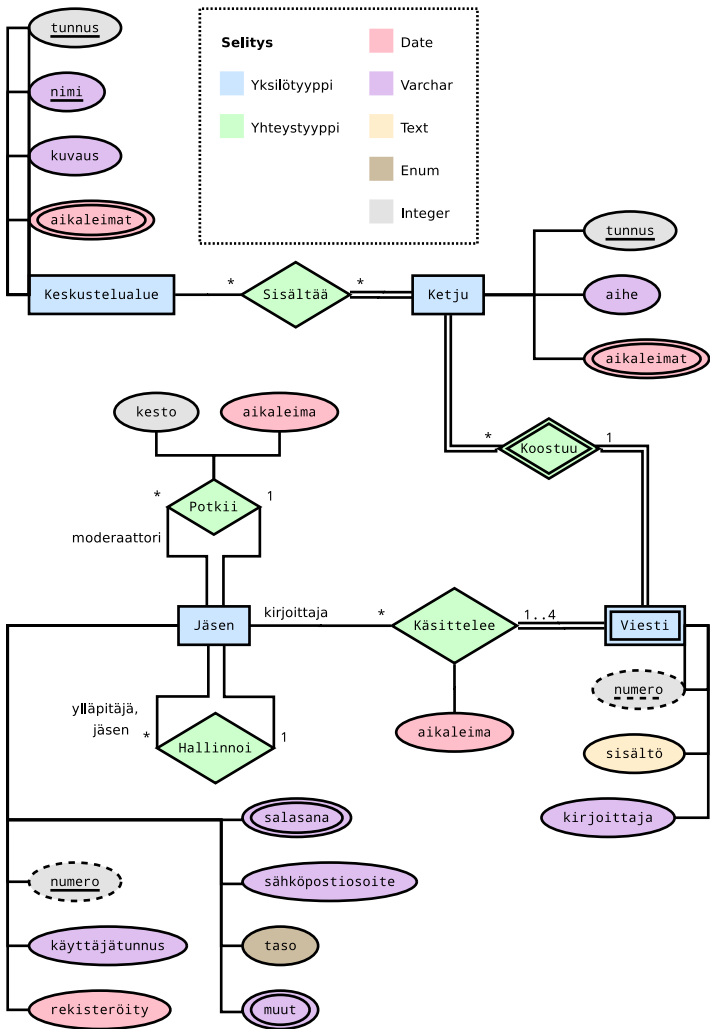 tunnus
nimi
kuvaus
aikaleimat
Selitys
Yksilötyyppi
Yhteystyyppi
Date
Varchar
Text
Enum
Integer
Keskustelualue
*
Sisältää
*
Ketju
tunnus
aihe
aikaleimat
kesto
aikaleima
*
Potkii
1
moderaattori
*
Koostuu
1
Jäsen
kirjoittaja
*
Käsittelee
1..4
Viesti
ylläpitäjä,
jäsen
*
Hallinnoi
1
aikaleima
numero
sisältö
kirjoittaja
salasana
numero
sähköpostiosoite
käyttäjätunnus
taso
rekisteröity
muut